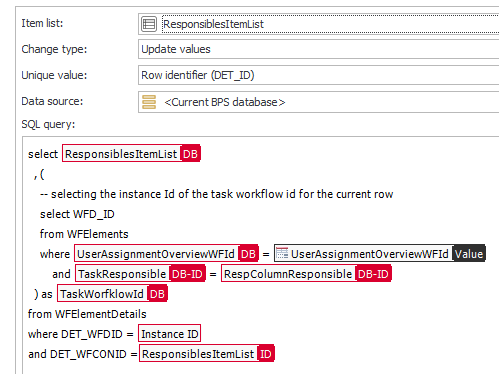 Item list: ResponsiblesItemList
Change type: Update values
Unique value: Row identifier (DET_ID)
Data source: <Current BPS database>
SQL query:
select ResponsiblesItemList DB
, (
-- selecting the instance Id of the task workflow id for the current row
select WFD_ID
from WFElements
where UserAssignmentOverviewWFId DB = UserAssignmentOverviewWFId Value
and TaskResponsible DB-ID = RespColumnResponsible DB-ID
) as TaskWorfklowId DB
from WFElementDetails
where DET_WFDID = Instance ID
and DET_WFCONID = ResponsiblesItemList ID